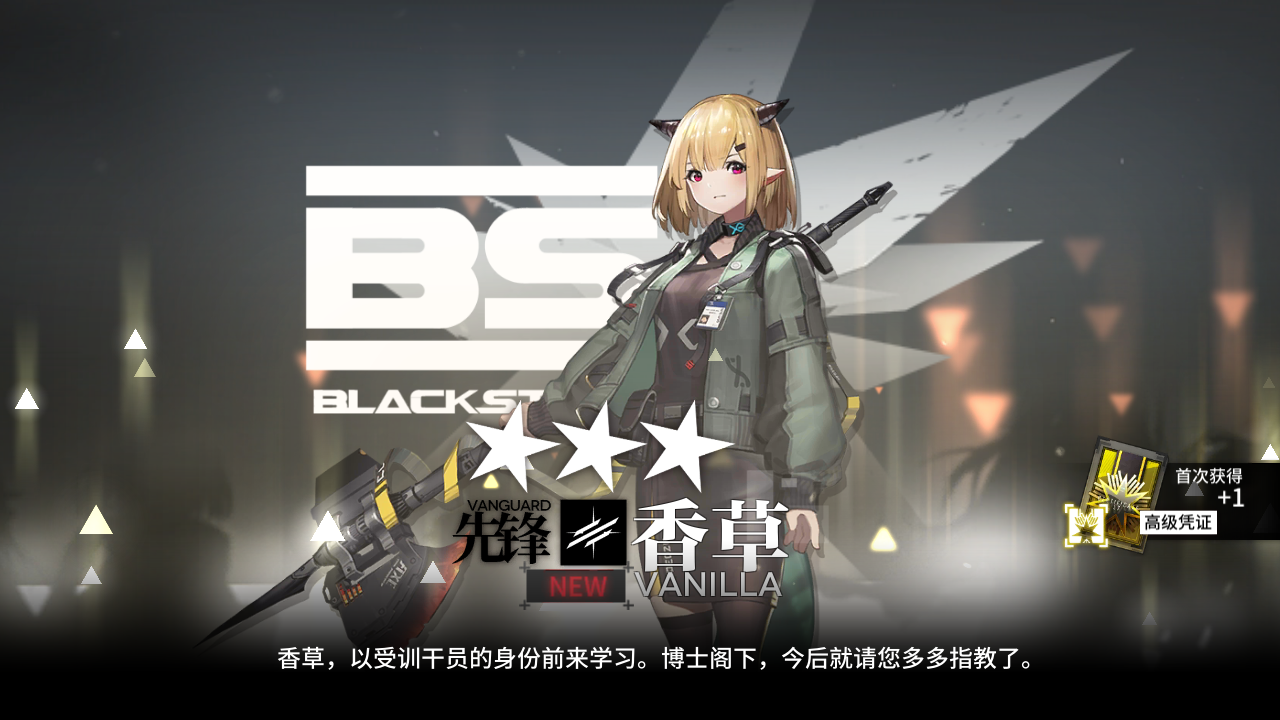 BS
BLACKST
VANGUARD
先锋
香草
NEW
VANILLA
首次获得
+1
高级凭证
香草，以受训干员的身份前来学习。博士阁下，今后就请您多多指教了。